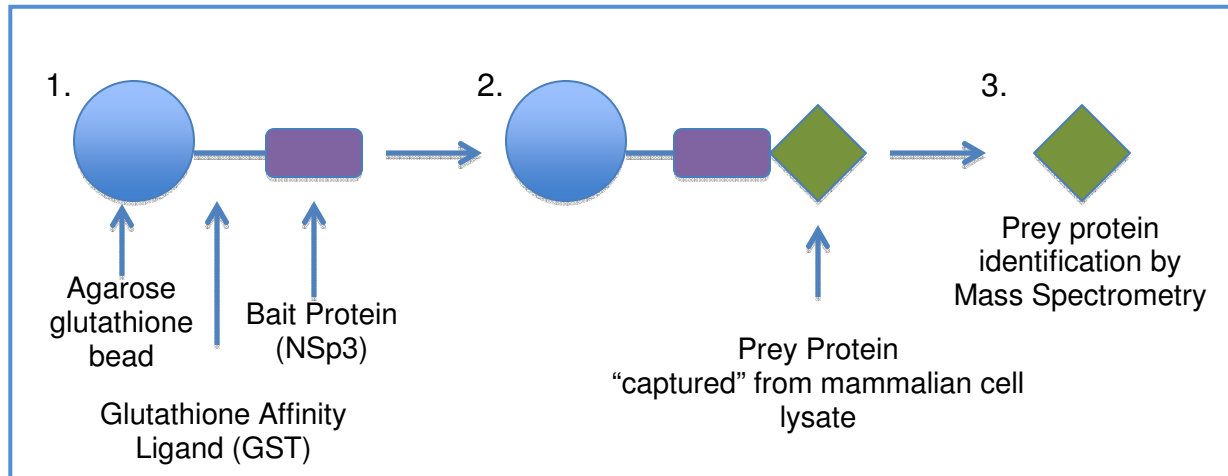 1.
2.
3.
Agarose
glutathione
bead
Glutathione Affinity
Ligand (GST)
Bait Protein
(NSp3)
Prey Protein
“captured” from mammalian cell
lysate
Prey protein
identification by
Mass Spectrometry